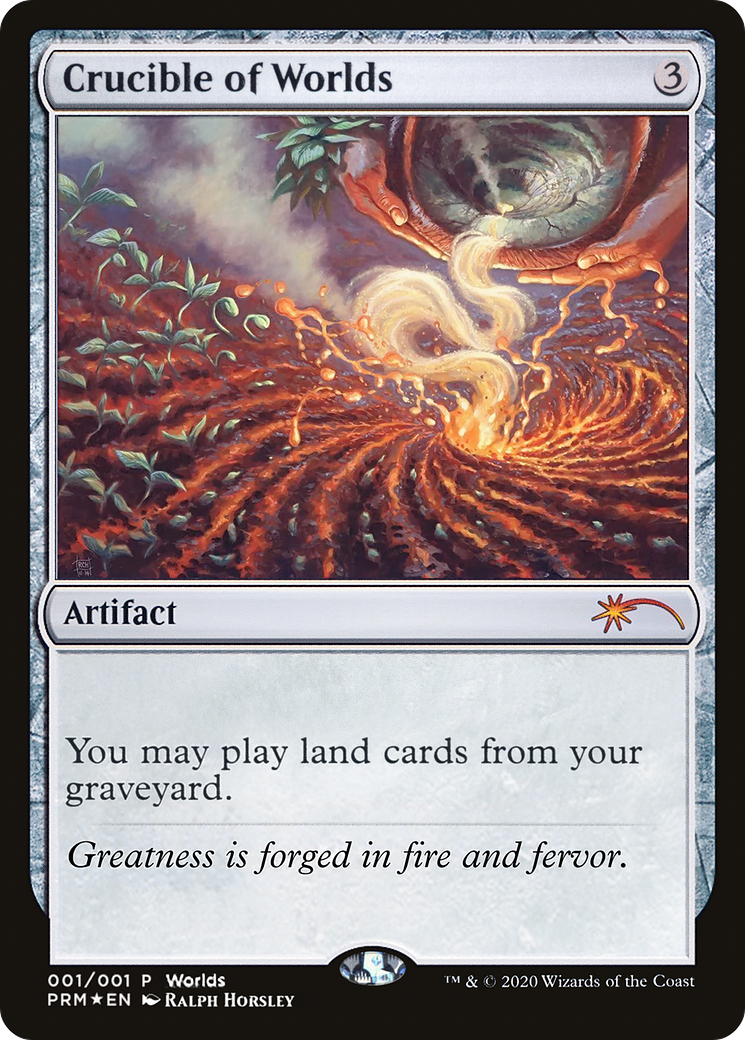 Crucible of Worlds 3
Artifact
You may play land cards from your
graveyard.
Greatness is forged in fire and fervor.
001/001 P Worlds
PRM★EN Ralph Horsley
™ & © 2020 Wizards of the Coast